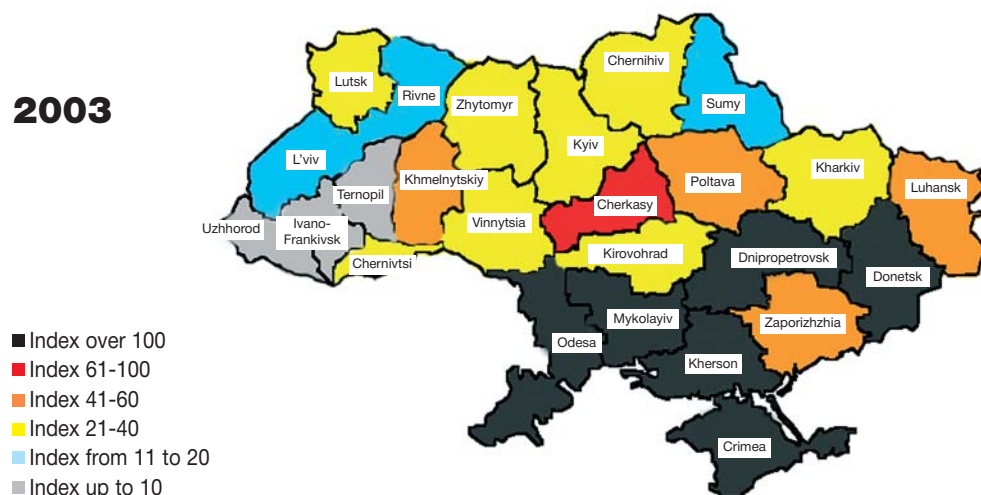 2003
Lutsk
Rivne
Zhytomyr
Chernihiv
Sumy
Kyiv
L'viv
Ternopil
Khmelnytskiy
Poltava
Kharkiv
Luhansk
Cherkasy
Uzhhorod
Ivano-
Frankivsk
Vinnytsia
Chernivtsi
Kirovohrad
Dnipropetrovsk
Donetsk
Mykolayiv
Zaporizhzhia
Odesa
Kherson
Crimea
Index over 100
Index 61-100
Index 41-60
Index 21-40
Index from 11 to 20
Index up to 10